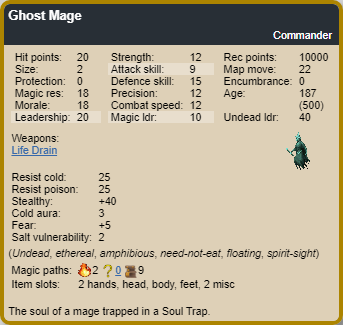 Ghost Mage
Commander
Hit points: 20 Strength: 12 Rec points: 10000
Size: 2 Attack skill: 9 Map move: 22
Protection: 0 Defence skill: 15 Encumbrance: 0
Magic res: 18 Precision: 12 Age: 187
Morale: 18 Combat speed: 12 (500)
Leadership: 20 Magic ldr: 10 Undead ldr: 40
Weapons:
Life Drain
Resist cold: 25
Resist poison: 25
Stealthy: +40
Cold aura: 3
Fear: +5
Salt vulnerability: 2
(Undead, ethereal, amphibious, need-not-eat, floating, spirit-sight)
Magic paths: 2 ? 0 9
Item slots: 2 hands, head, body, feet, 2 misc
The soul of a mage trapped in a Soul Trap.